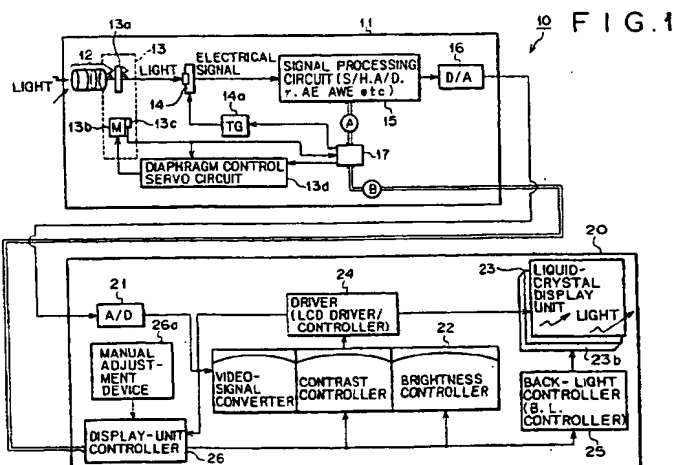 FIG.1
10
11
13a
12
13
LIGHT
LIGHT
ELECTRICAL
SIGNAL
14
SIGNAL PROCESSING
CIRCUIT (S/H.A/D.
r.AE AWE etc)
15
16
D/A
13b
M
13c
14a
TG
A
17
DIAPHRAGM CONTROL
SERVO CIRCUIT
13d
B
20
21
A/D
24
DRIVER
(LCD DRIVER/
CONTROLLER)
23
LIQUID-
CRYSTAL
DISPLAY
UNIT
LIGHT
23b
26a
MANUAL
ADJUST-
MENT
DEVICE
22
VIDEO-
SIGNAL
CONVERTER
CONTRAST
CONTROLLER
BRIGHTNESS
CONTROLLER
BACK-LIGHT
CONTROLLER
(B.L.
CONTROLLER)
25
DISPLAY-UNIT
CONTROLLER
26